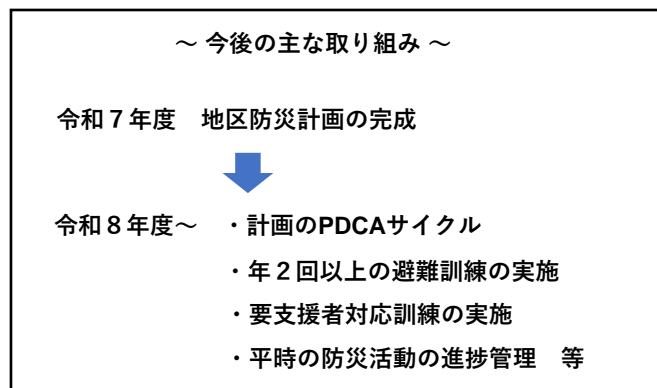 ～ 今後の主な取り組み ～
令和７年度　地区防災計画の完成
令和８年度～　・計画のPDCAサイクル
・年２回以上の避難訓練の実施
・要支援者対応訓練の実施
・平時の防災活動の進捗管理　等